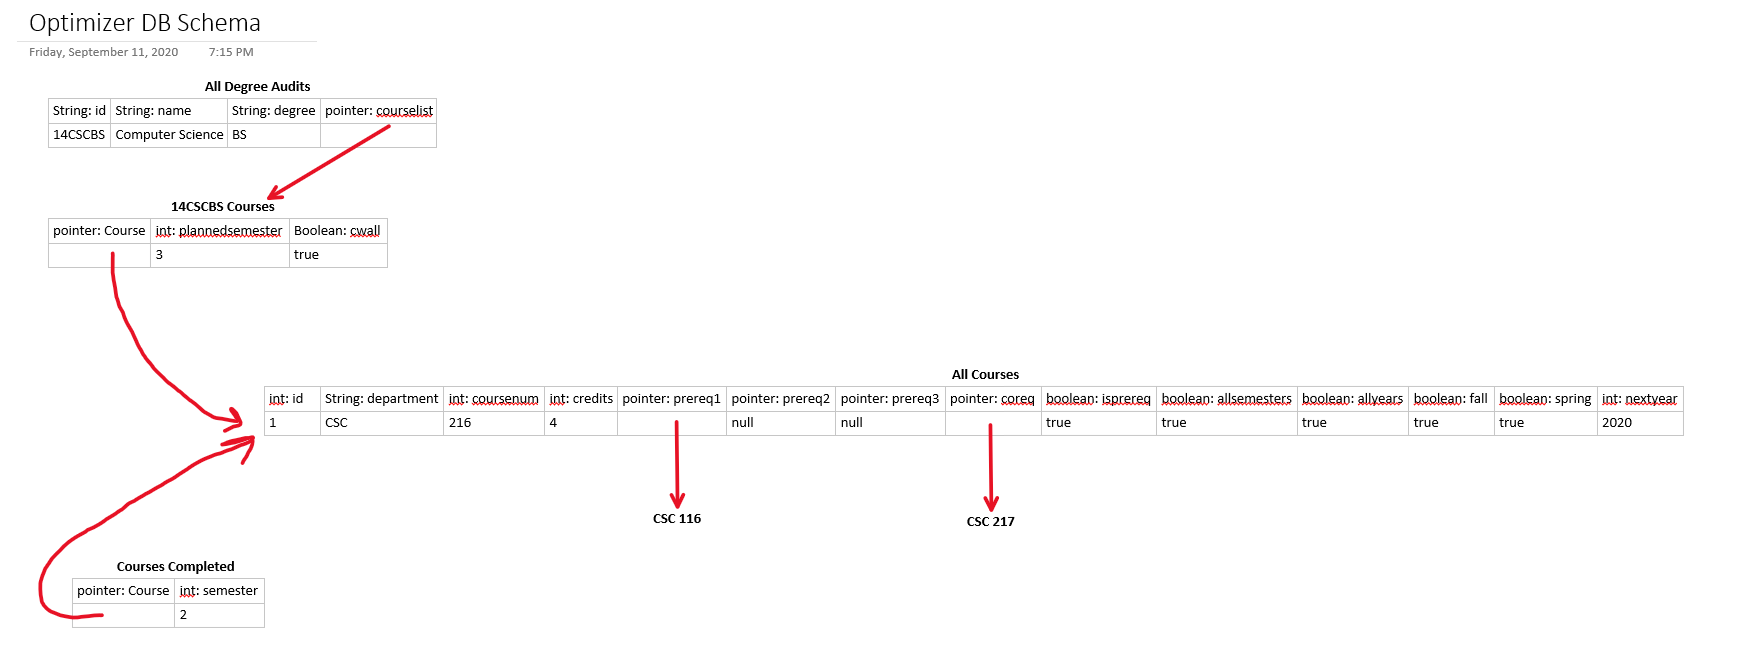 Optimizer DB Schema
Friday, September 11, 2020 7:15 PM
All Degree Audits
String: id String: name String: degree pointer: courselist
14CSCBS Computer Science BS
14CSCBS Courses
pointer: Course int: plannedsemester Boolean: cwall
3 true
All Courses
int: id String: department int: coursenum int: credits pointer: prereq1 pointer: prereq2 pointer: prereq3 pointer: coreq boolean: isprereq boolean: allsemesters boolean: allyears boolean: fall boolean: spring int: nextyear
1 CSC 216 4 null null true true true true true 2020
CSC 116 CSC 217
Courses Completed
pointer: Course int: semester
2